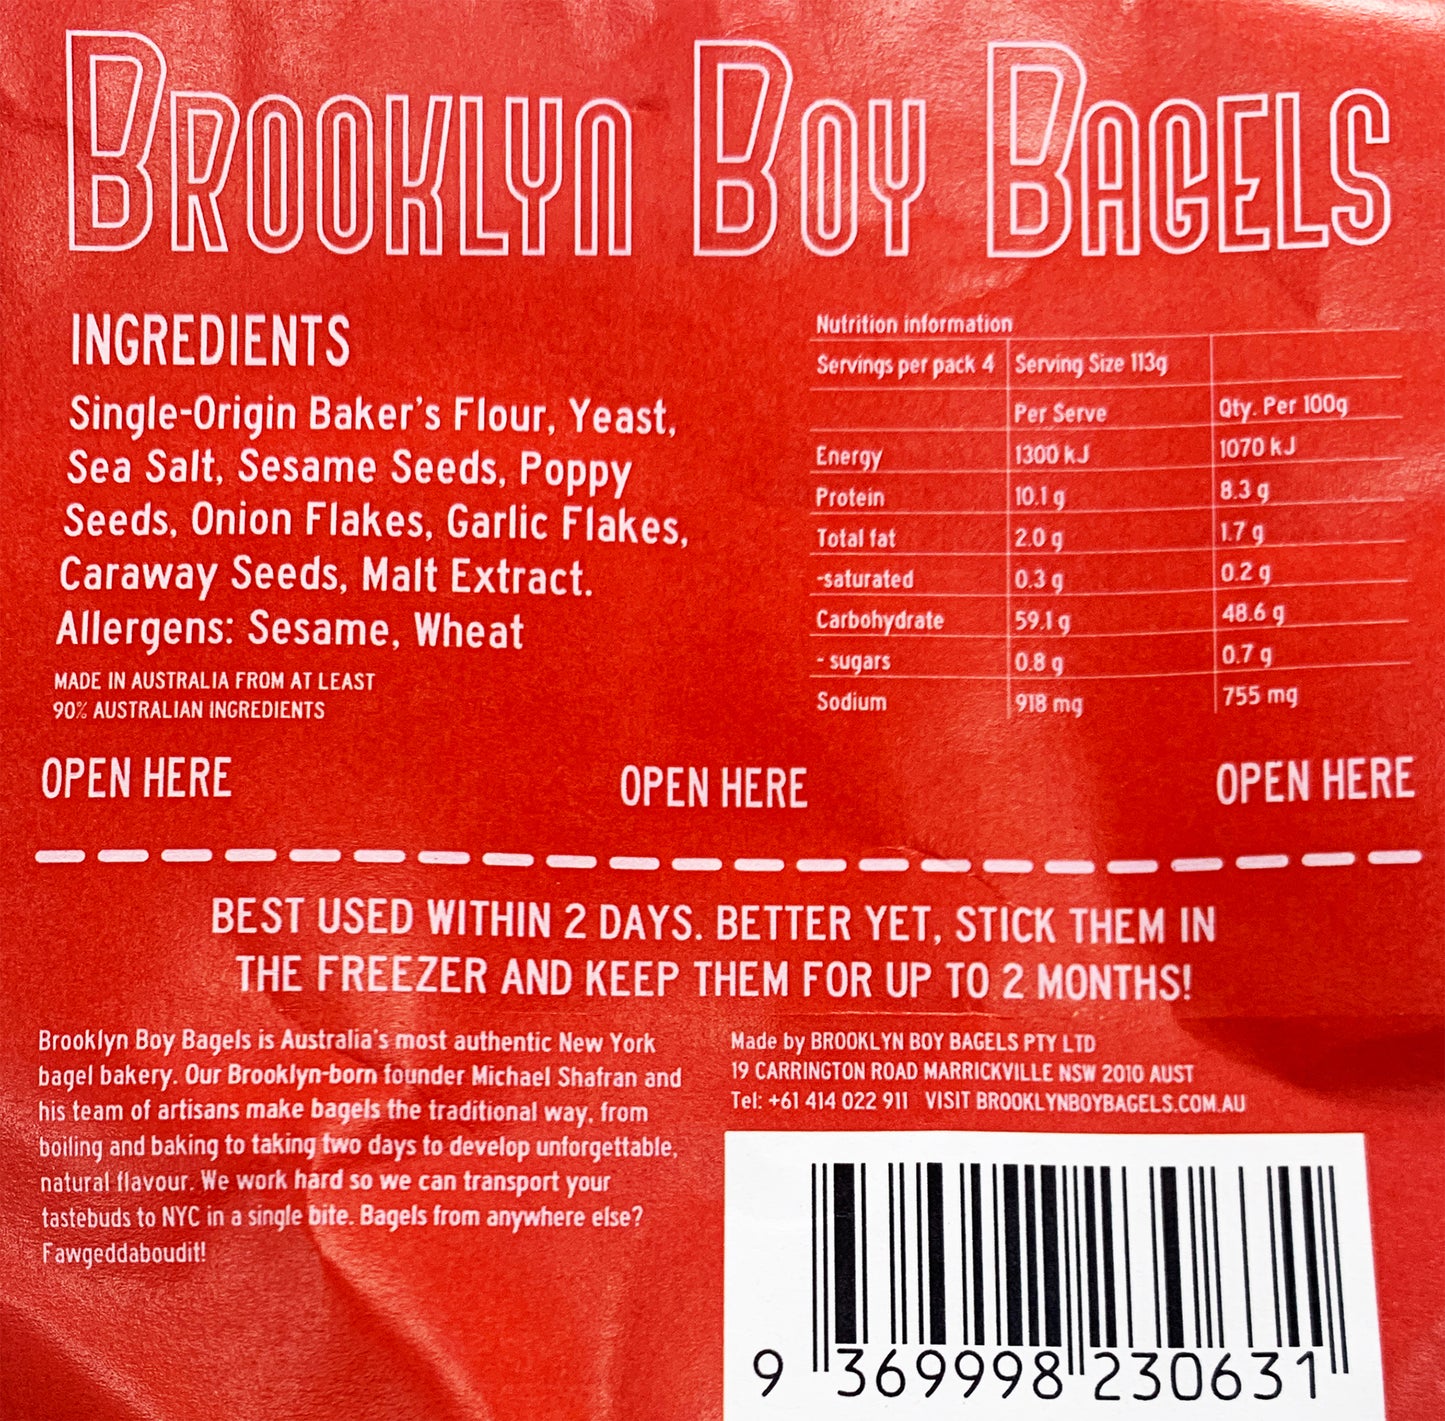 BROOKLYN BOY BAGELS
INGREDIENTS
Single-Origin Baker's Flour, Yeast,
Sea Salt, Sesame Seeds, Poppy
Seeds, Onion Flakes, Garlic Flakes,
Caraway Seeds, Malt Extract.
Allergens: Sesame, Wheat
MADE IN AUSTRALIA FROM AT LEAST
90% AUSTRALIAN INGREDIENTS
Nutrition information
Servings per pack 4 Serving Size 113g
Per Serve Qty. Per 100g
Energy 1300 kJ 1070 kJ
Protein 10.1 g 8.3 g
Total fat 2.0 g 1.7 g
-saturated 0.3 g 0.2 g
Carbohydrate 59.1 g 48.6 g
- sugars 0.8 g 0.7 g
Sodium 918 mg 755 mg
OPEN HERE OPEN HERE OPEN HERE
BEST USED WITHIN 2 DAYS. BETTER YET, STICK THEM IN
THE FREEZER AND KEEP THEM FOR UP TO 2 MONTHS!
Brooklyn Boy Bagels is Australia's most authentic New York
bagel bakery. Our Brooklyn-born founder Michael Shafran and
his team of artisans make bagels the traditional way, from
boiling and baking to taking two days to develop unforgettable,
natural flavour. We work hard so we can transport your
tastebuds to NYC in a single bite. Bagels from anywhere else?
Fawgeddaboudit!
Made by BROOKLYN BOY BAGELS PTY LTD
19 CARRINGTON ROAD MARRICKVILLE NSW 2010 AUST
Tel: +61 414 022 911 VISIT BROOKLYNBOYBAGELS.COM.AU
9 369998 230631